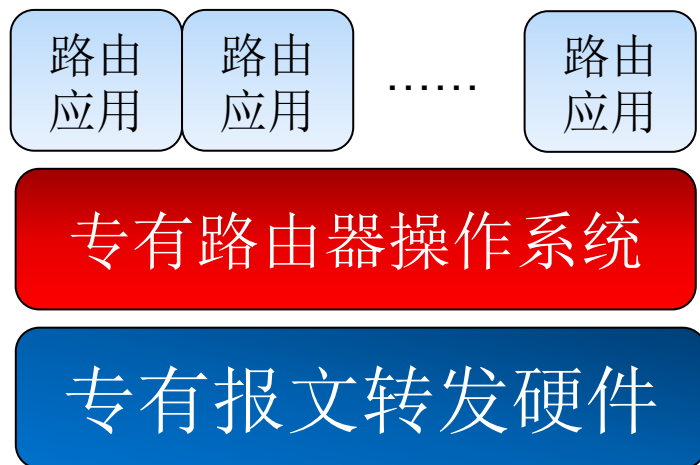 路由 路由 路由
应用 应用 …… 应用
专有路由器操作系统
专有报文转发硬件